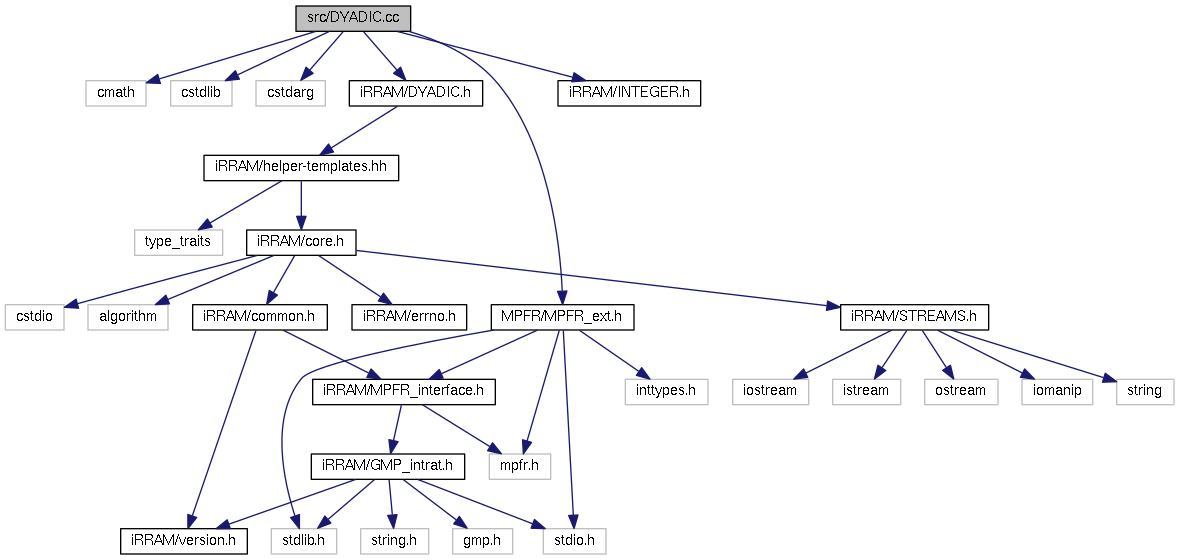 src/DYADIC.cc
cmath
cstdlib
cstdarg
iRRAM/DYADIC.h
iRRAM/INTEGER.h
iRRAM/helper-templates.hh
type_traits
iRRAM/core.h
cstdio
algorithm
iRRAM/common.h
iRRAM/errno.h
MPFR/MPFR_ext.h
iRRAM/STREAMS.h
iRRAM/MPFR_interface.h
inttypes.h
iostream
istream
ostream
iomanip
string
iRRAM/GMP_intrat.h
mpfr.h
iRRAM/version.h
stdlib.h
string.h
gmp.h
stdio.h